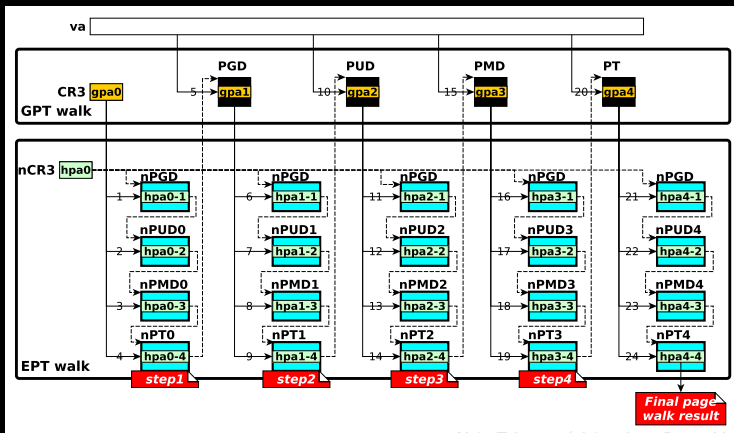 va
PGD PUD PMD PT
CR3 gpa0 5 gpa1 10 gpa2 15 gpa3 20 gpa4
GPT walk
nCR3 hpa0
nPGD nPGD nPGD nPGD nPGD
1 hpa0-1 6 hpa1-1 11 hpa2-1 16 hpa3-1 21 hpa4-1
nPUD0 nPUD1 nPUD2 nPUD3 nPUD4
2 hpa0-2 7 hpa1-2 12 hpa2-2 17 hpa3-2 22 hpa4-2
nPMD0 nPMD1 nPMD2 nPMD3 nPMD4
3 hpa0-3 8 hpa1-3 13 hpa2-3 18 hpa3-3 23 hpa4-3
nPT0 nPT1 nPT2 nPT3 nPT4
4 hpa0-4 9 hpa1-4 14 hpa2-4 19 hpa3-4 24 hpa4-4
EPT walk
step1 step2 step3 step4
Final page
walk result